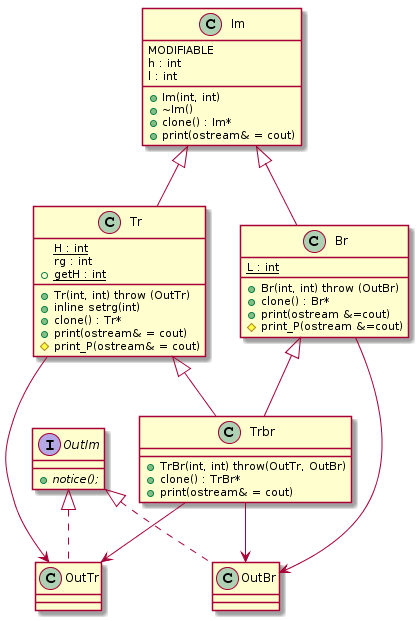 C Im
MODIFIABLE
h : int
l : int
Im(int, int)
~Im()
clone() : Im*
print(ostream& = cout)
C Tr
H : int
rg : int
getH : int
Tr(int, int) throw (OutTr)
inline setrg(int)
clone() : Tr*
print(ostream& = cout)
print_P(ostream& = cout)
C Br
L : int
Br(int, int) throw (OutBr)
clone() : Br*
print(ostream &=cout)
print_P(ostream &=cout)
C Trbr
TrBr(int, int) throw(OutTr, OutBr)
clone() : TrBr*
print(ostream& = cout)
I OutIm
notice();
C OutTr
C OutBr